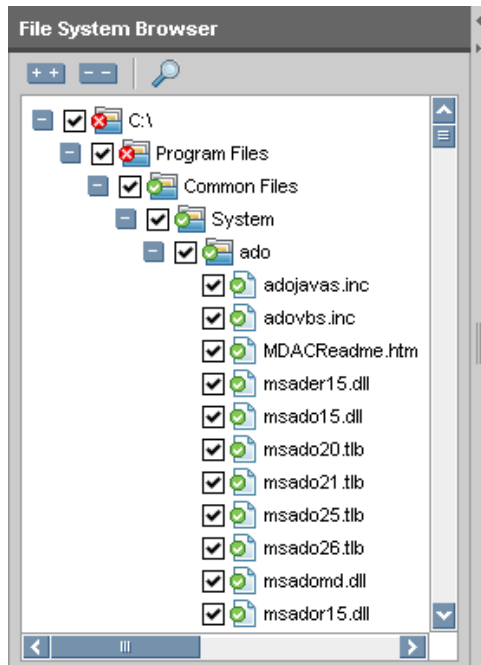 File System Browser
++ --
C:\
Program Files
Common Files
System
ado
adojavas.inc
adovbs.inc
MDACReadme.htm
msader15.dll
msado15.dll
msado20.tlb
msado21.tlb
msado25.tlb
msado26.tlb
msadomd.dll
msador15.dll